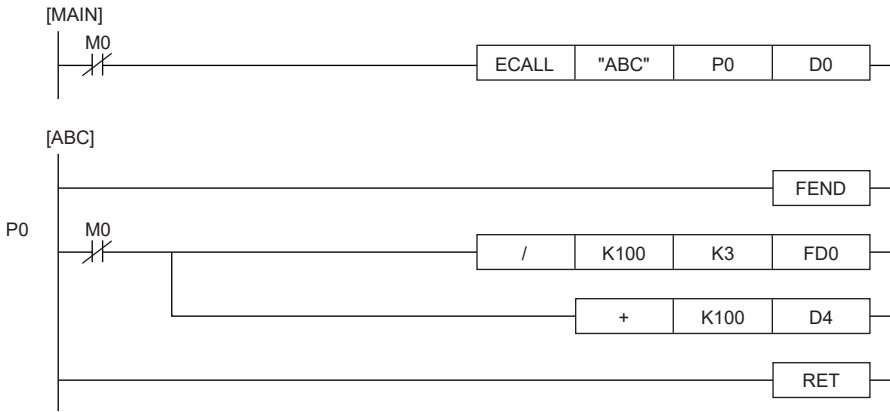 [MAIN]
M0
ECALL "ABC" P0 D0
[ABC]
FEND
P0 M0
/ K100 K3 FD0
+ K100 D4
RET